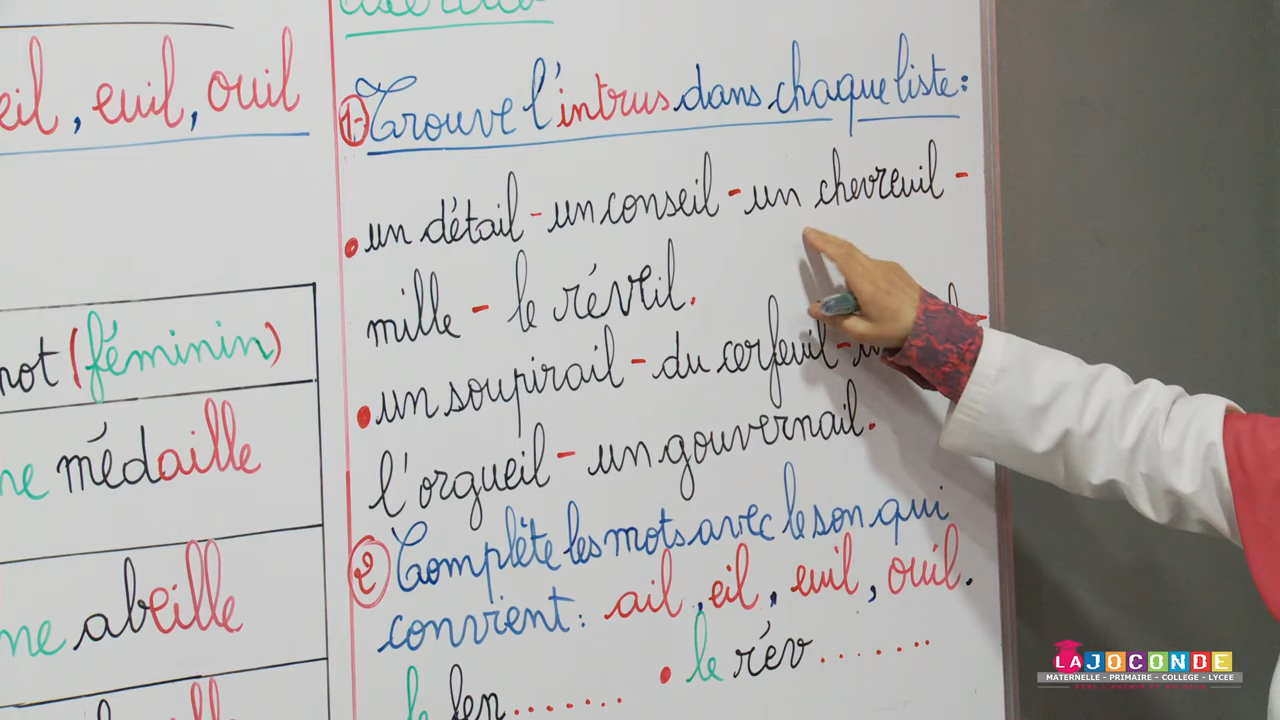 eil, euil, ouil
mot (féminin)
ne médaille
ne abeille
1- Trouve l'intrus dans chaque liste:
• un détail - un conseil - un chevreuil -
mille - le réveil.
• un soupirail - du cerfeuil -
l'orgueil - un gouvernail.
2 Complète les mots avec le son qui
convient: ail, eil, euil, ouil.
• le rév.......
LA JOCONDE
MATERNELLE - PRIMAIRE - COLLEGE - LYCEE